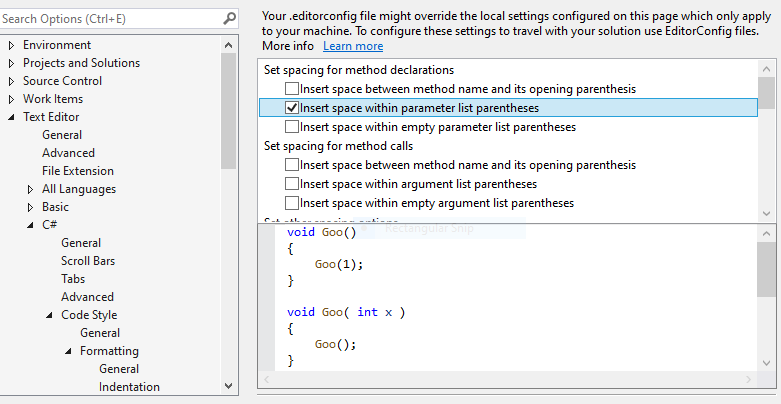 Search Options (Ctrl+E)
Environment
Projects and Solutions
Source Control
Work Items
Text Editor
General
Advanced
File Extension
All Languages
Basic
C#
General
Scroll Bars
Tabs
Advanced
Code Style
General
Formatting
General
Indentation
Your .editorconfig file might override the local settings configured on this page which only apply
to your machine. To configure these settings to travel with your solution use EditorConfig files.
More info Learn more
Set spacing for method declarations
Insert space between method name and its opening parenthesis
Insert space within parameter list parentheses
Insert space within empty parameter list parentheses
Set spacing for method calls
Insert space between method name and its opening parenthesis
Insert space within argument list parentheses
Insert space within empty argument list parentheses
Set other spacing options
Rectangular Snip
void Goo()
{
Goo(1);
}
void Goo( int x )
{
Goo();
}